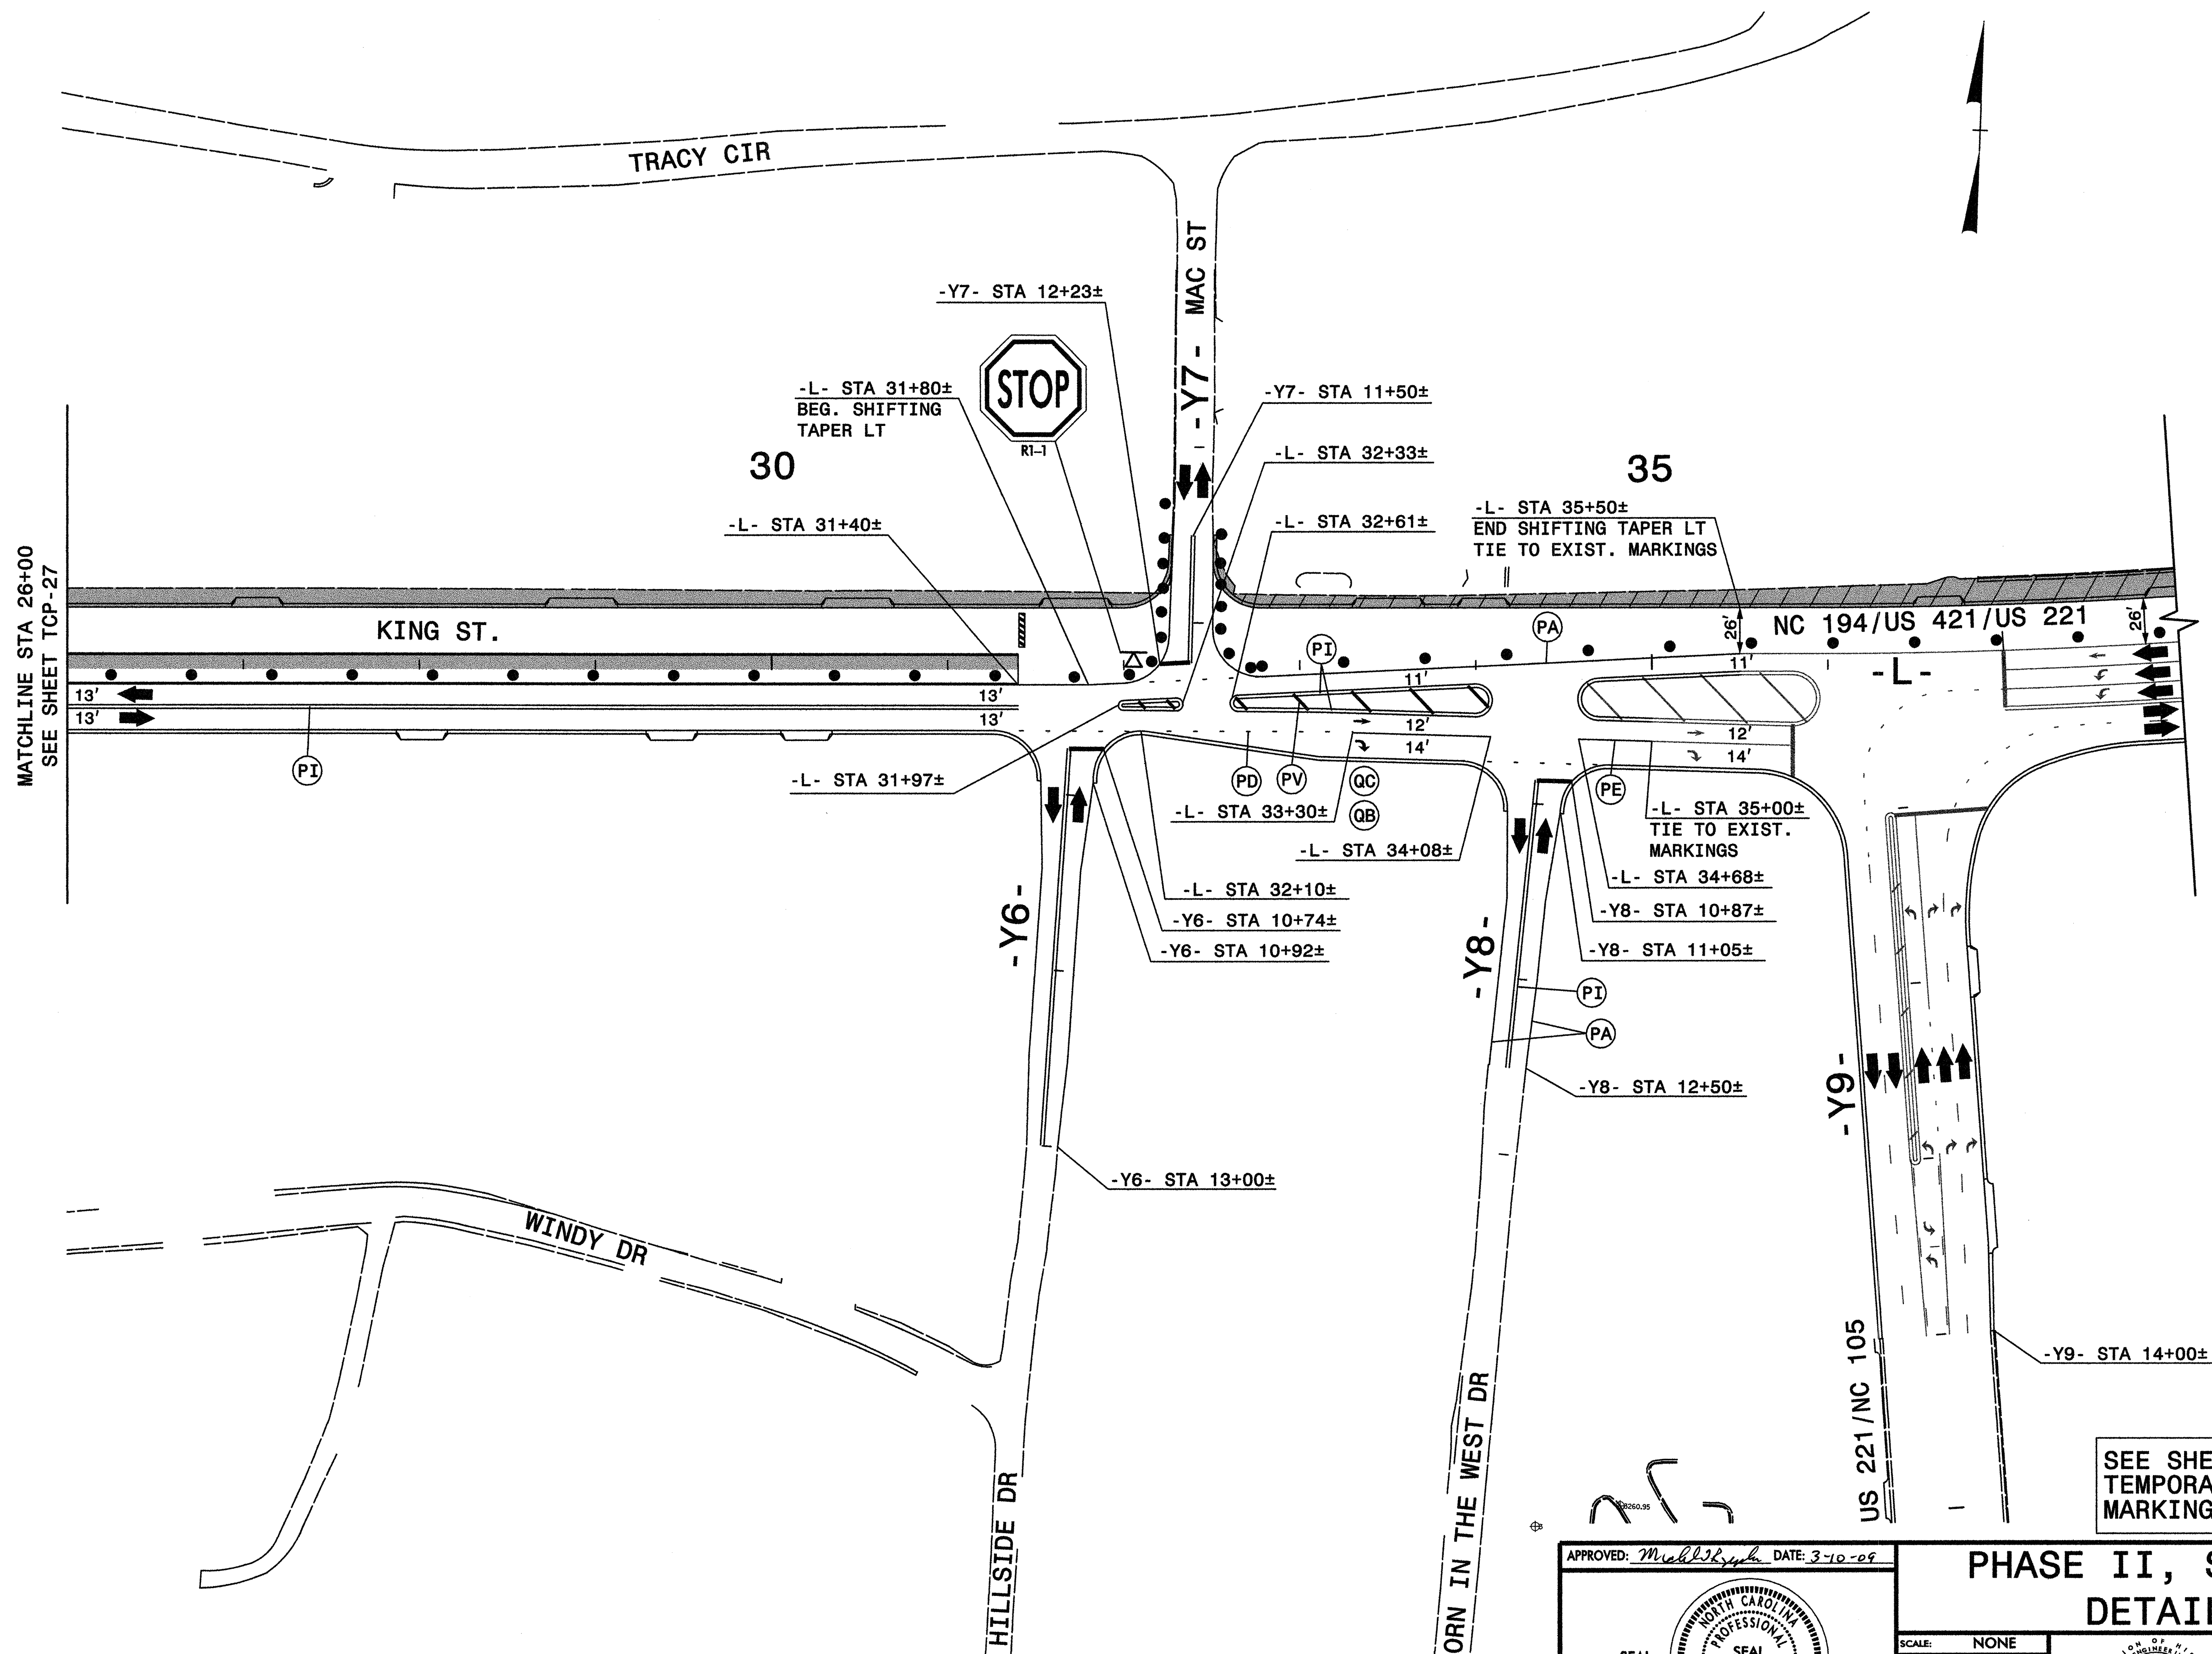 TRACY CIR
-Y7- MAC ST
-Y7- STA 12+23±
STOP
R1-1
-L- STA 31+80±
BEG. SHIFTING
TAPER LT
-Y7- STA 11+50±
30
-L- STA 32+33±
35
-L- STA 31+40±
-L- STA 32+61±
-L- STA 35+50±
END SHIFTING TAPER LT
TIE TO EXIST. MARKINGS
MATCHLINE STA 26+00
SEE SHEET TCP-27
KING ST.
NC 194/US 421/US 221
26'
26'
PA
PI
11'
11'
-L-
13'
13'
13'
13'
12'
14'
12'
14'
PI
-L- STA 31+97±
PD
PV
QC
QB
PE
-L- STA 33+30±
-L- STA 35+00±
TIE TO EXIST.
MARKINGS
-L- STA 34+08±
-L- STA 34+68±
-L- STA 32+10±
-Y6- STA 10+74±
-Y6- STA 10+92±
-Y8- STA 10+87±
-Y8- STA 11+05±
-Y6-
-Y8-
PI
PA
-Y8- STA 12+50±
-Y9-
-Y6- STA 13+00±
WINDY DR
HILLSIDE DR
ORN IN THE WEST DR
US 221/NC 105
-Y9- STA 14+00±
SEE SHE
TEMPORA
MARKING
APPROVED:
DATE: 3-10-09
PHASE II, S
DETAI
NORTH CAROLINA
PROFESSIONAL
SEAL
SEAL
SCALE: NONE